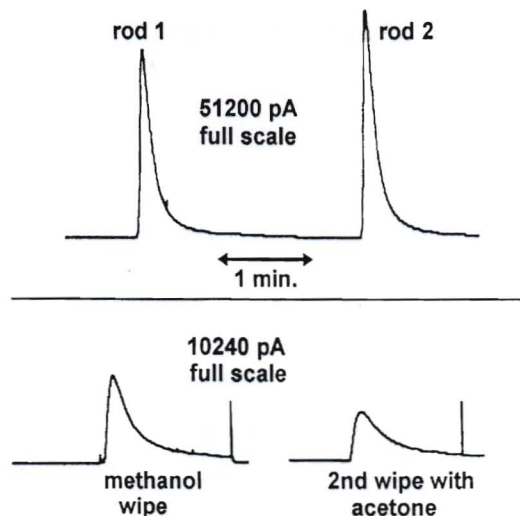 rod 1
rod 2
51200 pA
full scale
1 min.
10240 pA
full scale
methanol
wipe
2nd wipe with
acetone